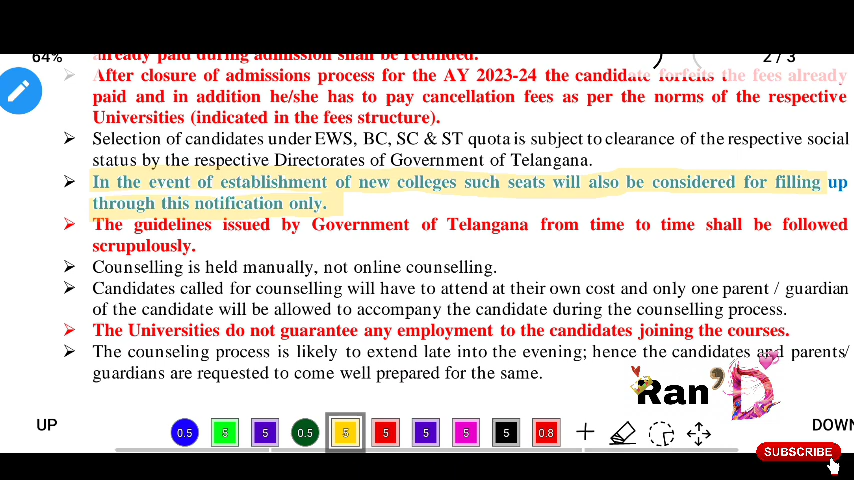 64%
2 / 3
already paid during admission shall be refunded.
➢ After closure of admissions process for the AY 2023-24 the candidate forfeits the fees already
paid and in addition he/she has to pay cancellation fees as per the norms of the respective
Universities (indicated in the fees structure).
➢ Selection of candidates under EWS, BC, SC & ST quota is subject to clearance of the respective social
status by the respective Directorates of Government of Telangana.
➢ In the event of establishment of new colleges such seats will also be considered for filling up
through this notification only.
➢ The guidelines issued by Government of Telangana from time to time shall be followed
scrupulously.
➢ Counselling is held manually, not online counselling.
➢ Candidates called for counselling will have to attend at their own cost and only one parent / guardian
of the candidate will be allowed to accompany the candidate during the counselling process.
➢ The Universities do not guarantee any employment to the candidates joining the courses.
➢ The counseling process is likely to extend late into the evening; hence the candidates and parents/
guardians are requested to come well prepared for the same.
Ran'D
UP
0.5 5 5 0.5 5 5 5 5 5 0.8
DOWN
SUBSCRIBE